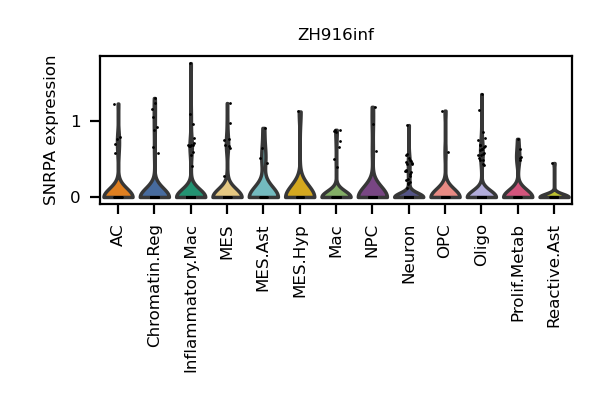 ZH916inf
SNRPA expression
1
0
AC
Chromatin.Reg
Inflammatory.Mac
MES
MES.Ast
MES.Hyp
Mac
NPC
Neuron
OPC
Oligo
Prolif.Metab
Reactive.Ast